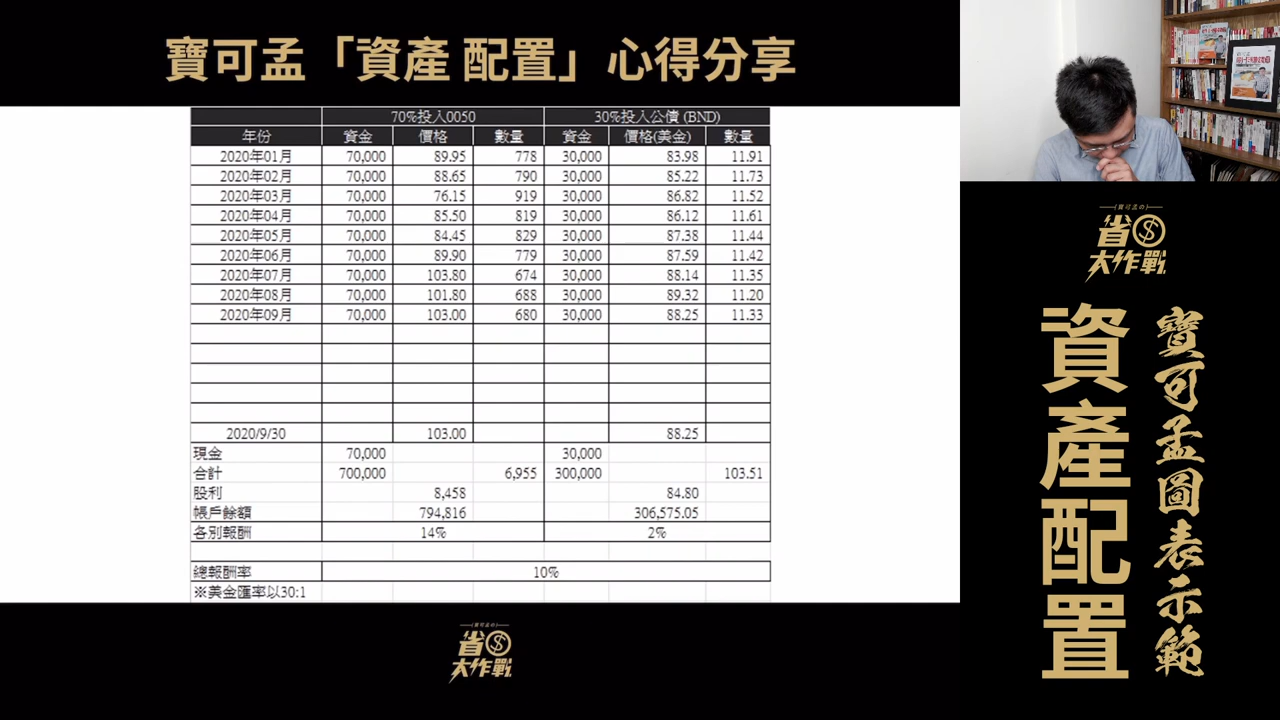 寶可孟「資產 配置」心得分享
70%投入0050 30%投入公債 (BND)
年份 資金 價格 數量 資金 價格(美金) 數量
2020年01月 70,000 89.95 778 30,000 83.98 11.91
2020年02月 70,000 88.65 790 30,000 85.22 11.73
2020年03月 70,000 76.15 919 30,000 86.82 11.52
2020年04月 70,000 85.50 819 30,000 86.12 11.61
2020年05月 70,000 84.45 829 30,000 87.38 11.44
2020年06月 70,000 89.90 779 30,000 87.59 11.42
2020年07月 70,000 103.80 674 30,000 88.14 11.35
2020年08月 70,000 101.80 688 30,000 89.32 11.20
2020年09月 70,000 103.00 680 30,000 88.25 11.33
2020/9/30 103.00 88.25
現金 70,000 30,000
合計 700,000 6,955 300,000 103.51
股利 8,458 84.80
帳戶餘額 794,816 306,575.05
各別報酬 14% 2%
總報酬率 10%
※美金匯率以30:1
寶可孟の
省$
大作戰
寶可孟圖表示範
資產配置
省$
大作戰